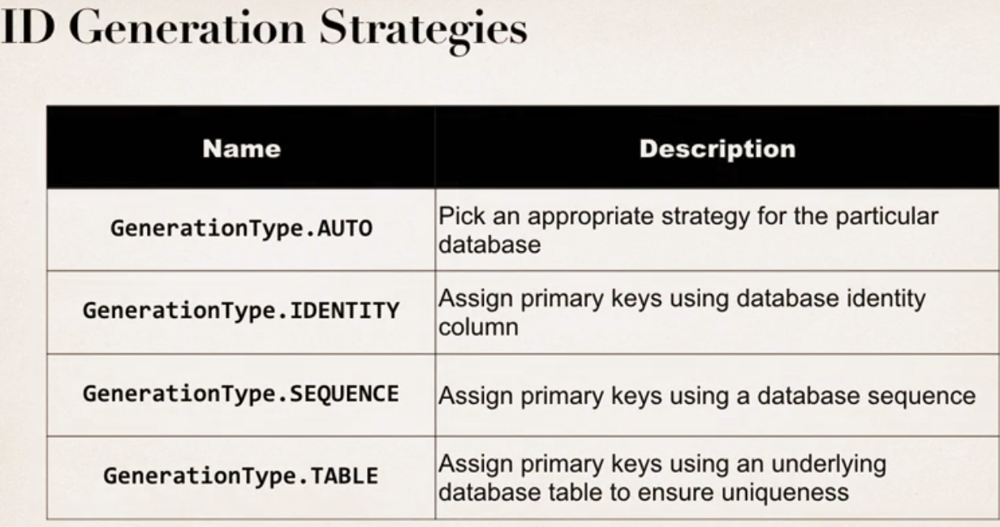 ID Generation Strategies
Name
Description
GenerationType.AUTO
Pick an appropriate strategy for the particular
database
GenerationType.IDENTITY
Assign primary keys using database identity
column
GenerationType.SEQUENCE
Assign primary keys using a database sequence
GenerationType.TABLE
Assign primary keys using an underlying
database table to ensure uniqueness